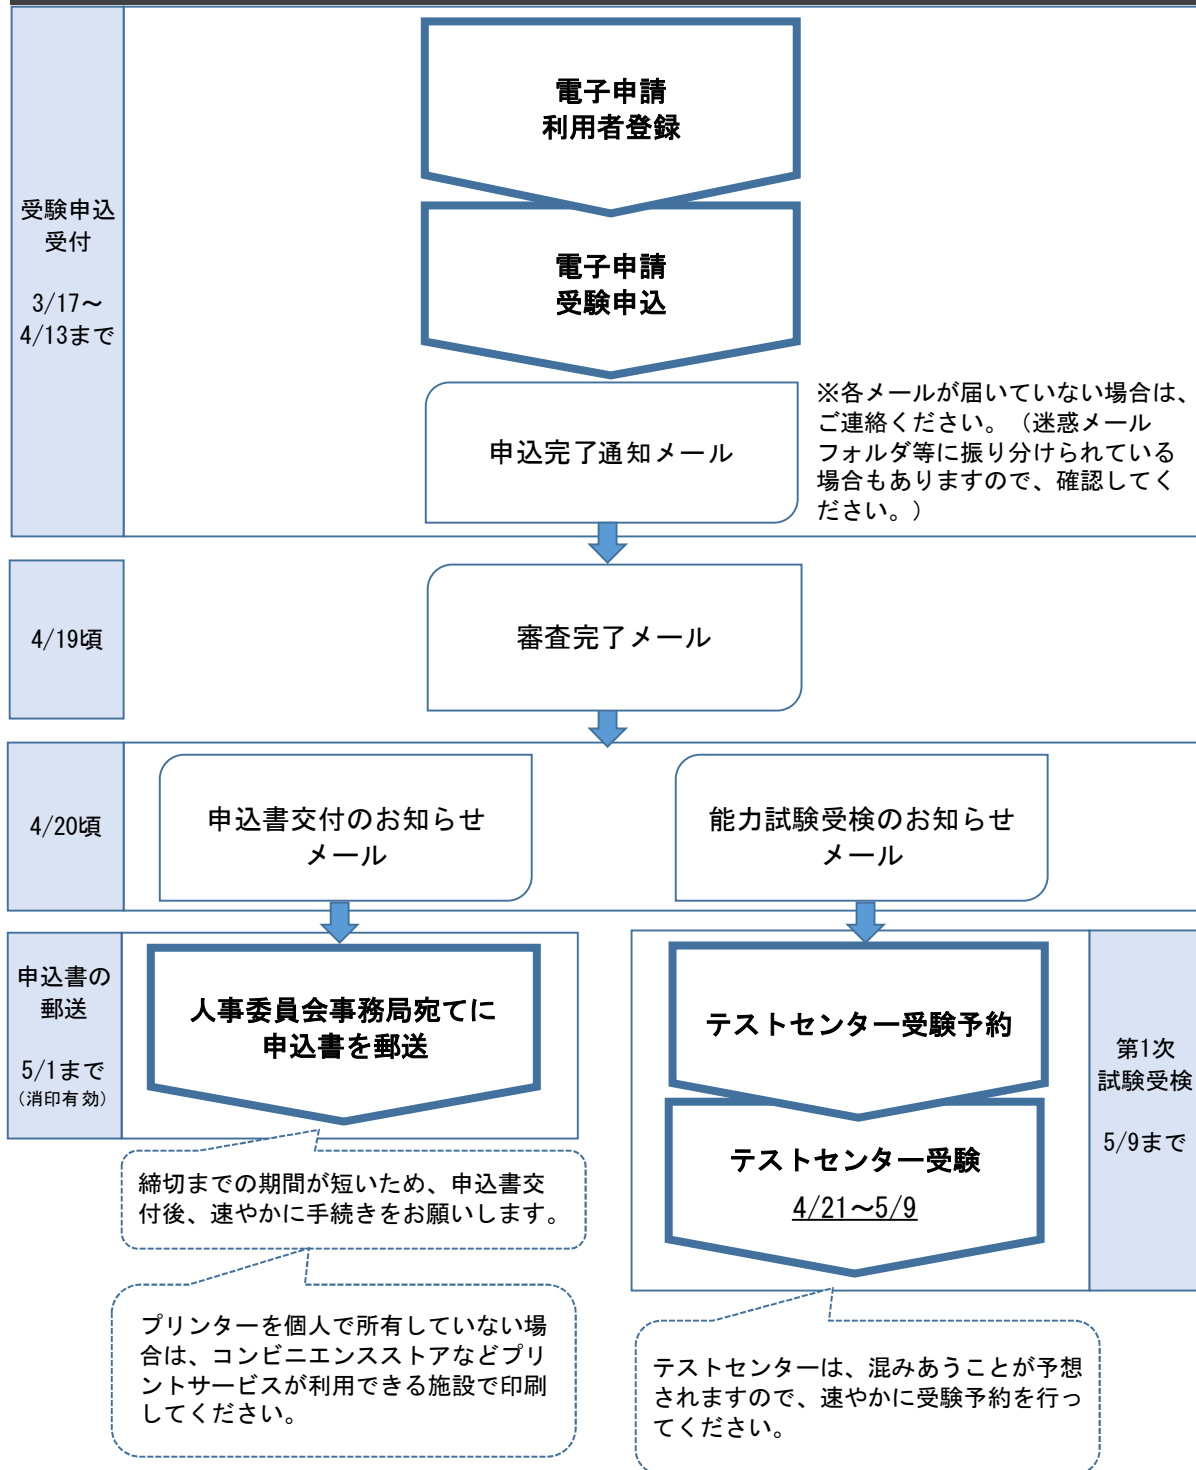 電子申請
利用者登録
受験申込
受付
3/17～
4/13まで
電子申請
受験申込
申込完了通知メール
※各メールが届いていない場合は、
ご連絡ください。（迷惑メール
フォルダ等に振り分けられている
場合もありますので、確認してく
ださい。）
4/19頃
審査完了メール
4/20頃
申込書交付のお知らせ
メール
能力試験受検のお知らせ
メール
申込書の
郵送
5/1まで
（消印有効）
人事委員会事務局宛てに
申込書を郵送
テストセンター受験予約
テストセンター受験
4/21～5/9
第1次
試験受検
5/9まで
締切までの期間が短いため、申込書交
付後、速やかに手続きをお願いします。
プリンターを個人で所有していない場
合は、コンビニエンスストアなどプリ
ントサービスが利用できる施設で印刷
してください。
テストセンターは、混みあうことが予想
されますので、速やかに受験予約を行っ
てください。